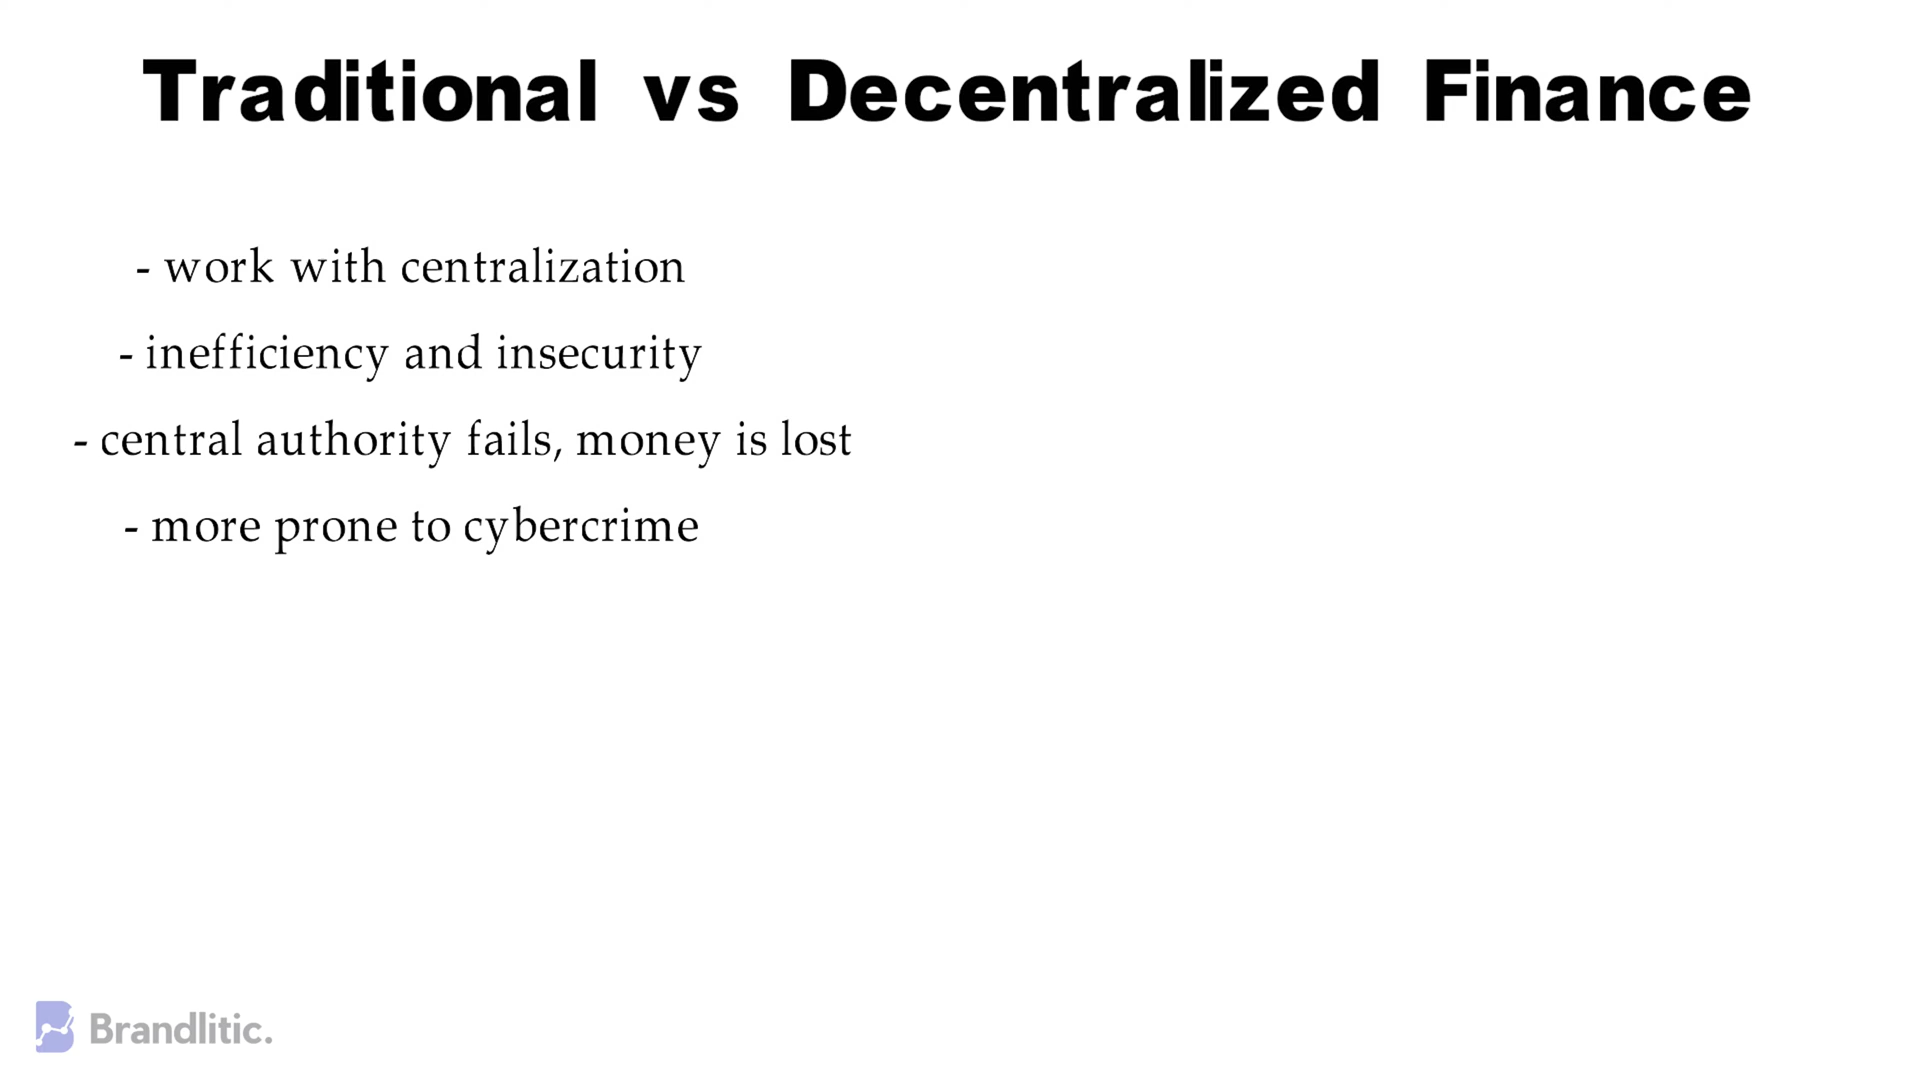 Traditional vs Decentralized Finance
- work with centralization
- inefficiency and insecurity
- central authority fails, money is lost
- more prone to cybercrime
Brandlitic.